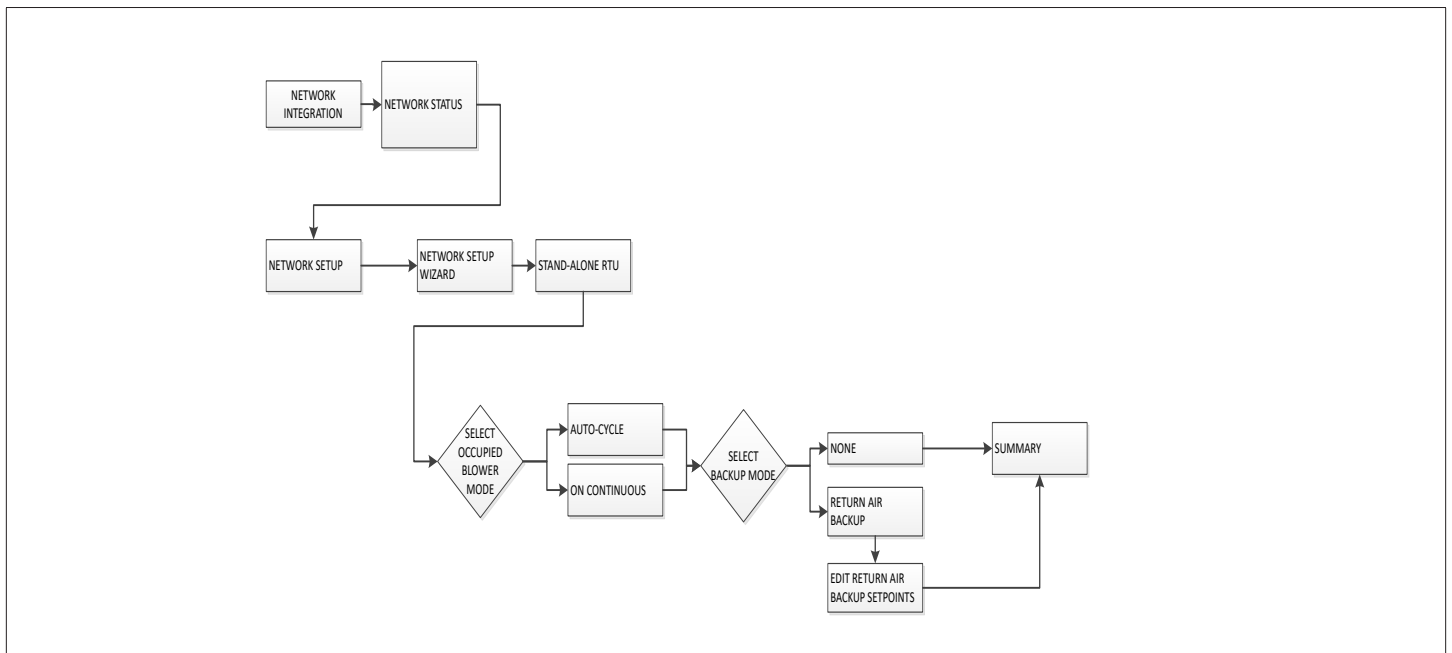 NETWORK
INTEGRATION
NETWORK STATUS
NETWORK SETUP
NETWORK SETUP
WIZARD
STAND-ALONE RTU
SELECT
OCCUPIED
BLOWER
MODE
AUTO-CYCLE
ON CONTINUOUS
SELECT
BACKUP MODE
NONE
RETURN AIR
BACKUP
EDIT RETURN AIR
BACKUP SETPOINTS
SUMMARY